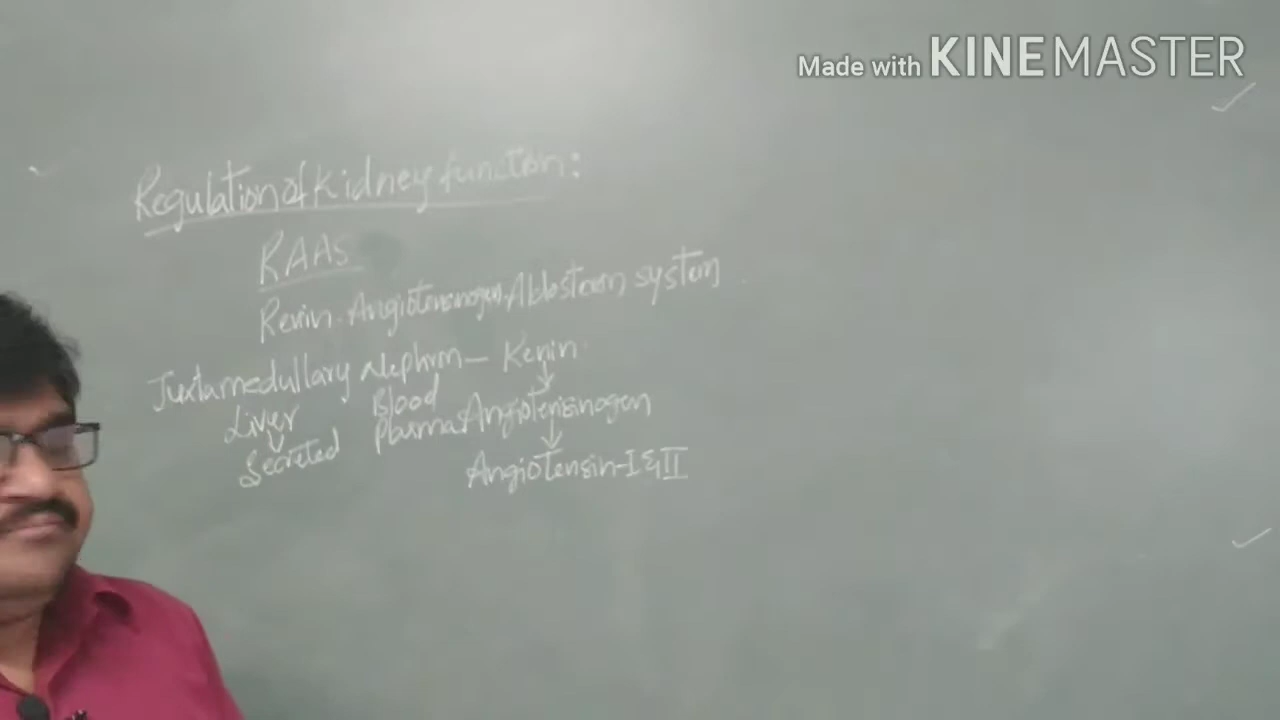 Made with KINEMASTER
Regulation of Kidney function:
RAAS
Renin-Angiotensinogen, Aldosteron system
Juxtamedullary Nephron - Renin
Liver Blood
Plasma Angiotensinogen
Secreted
Angiotensin-I & II